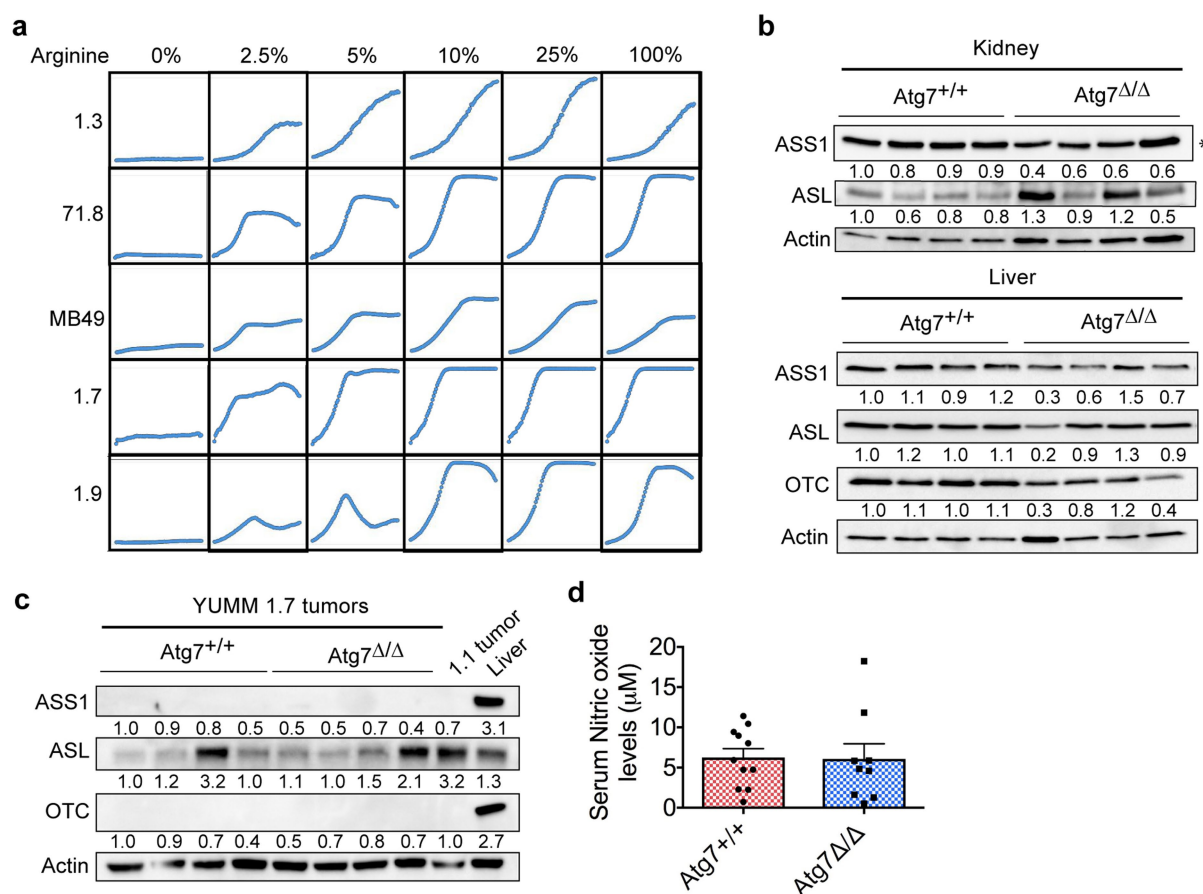 a
Arginine 0% 2.5% 5% 10% 25% 100%
1.3
71.8
MB49
1.7
1.9
b
Kidney
Atg7+/+ Atg7Δ/Δ
ASS1 *
1.0 0.8 0.9 0.9 0.4 0.6 0.6 0.6
ASL
1.0 0.6 0.8 0.8 1.3 0.9 1.2 0.5
Actin
Liver
Atg7+/+ Atg7Δ/Δ
ASS1
1.0 1.1 0.9 1.2 0.3 0.6 1.5 0.7
ASL
1.0 1.2 1.0 1.1 0.2 0.9 1.3 0.9
OTC
1.0 1.1 1.0 1.1 0.3 0.8 1.2 0.4
Actin
c
YUMM 1.7 tumors
Atg7+/+ Atg7Δ/Δ 1.1 tumor Liver
ASS1
1.0 0.9 0.8 0.5 0.5 0.5 0.7 0.4 0.7 3.1
ASL
1.0 1.2 3.2 1.0 1.1 1.0 1.5 2.1 3.2 1.3
OTC
1.0 0.9 0.7 0.4 0.5 0.7 0.8 0.7 1.0 2.7
Actin
d
Serum Nitric oxide
levels (μM)
20
15
10
5
0
Atg7+/+ Atg7Δ/Δ